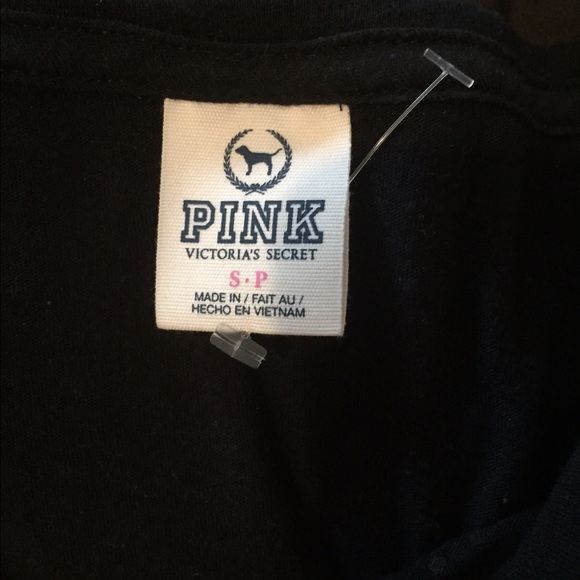 PINK
VICTORIA'S SECRET
S·P
MADE IN / FAIT AU /
HECHO EN VIETNAM